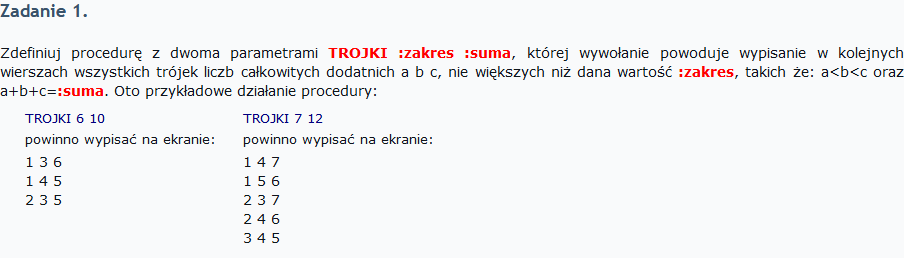 Zadanie 1.
Zdefiniuj procedurę z dwoma parametrami TROJKI :zakres :suma, której wywołanie powoduje wypisanie w kolejnych
wierszach wszystkich trójek liczb całkowitych dodatnich a b c, nie większych niż dana wartość :zakres, takich że: a<b<c oraz
a+b+c=:suma. Oto przykładowe działanie procedury:
TROJKI 6 10
powinno wypisać na ekranie:
1 3 6
1 4 5
2 3 5
TROJKI 7 12
powinno wypisać na ekranie:
1 4 7
1 5 6
2 3 7
2 4 6
3 4 5